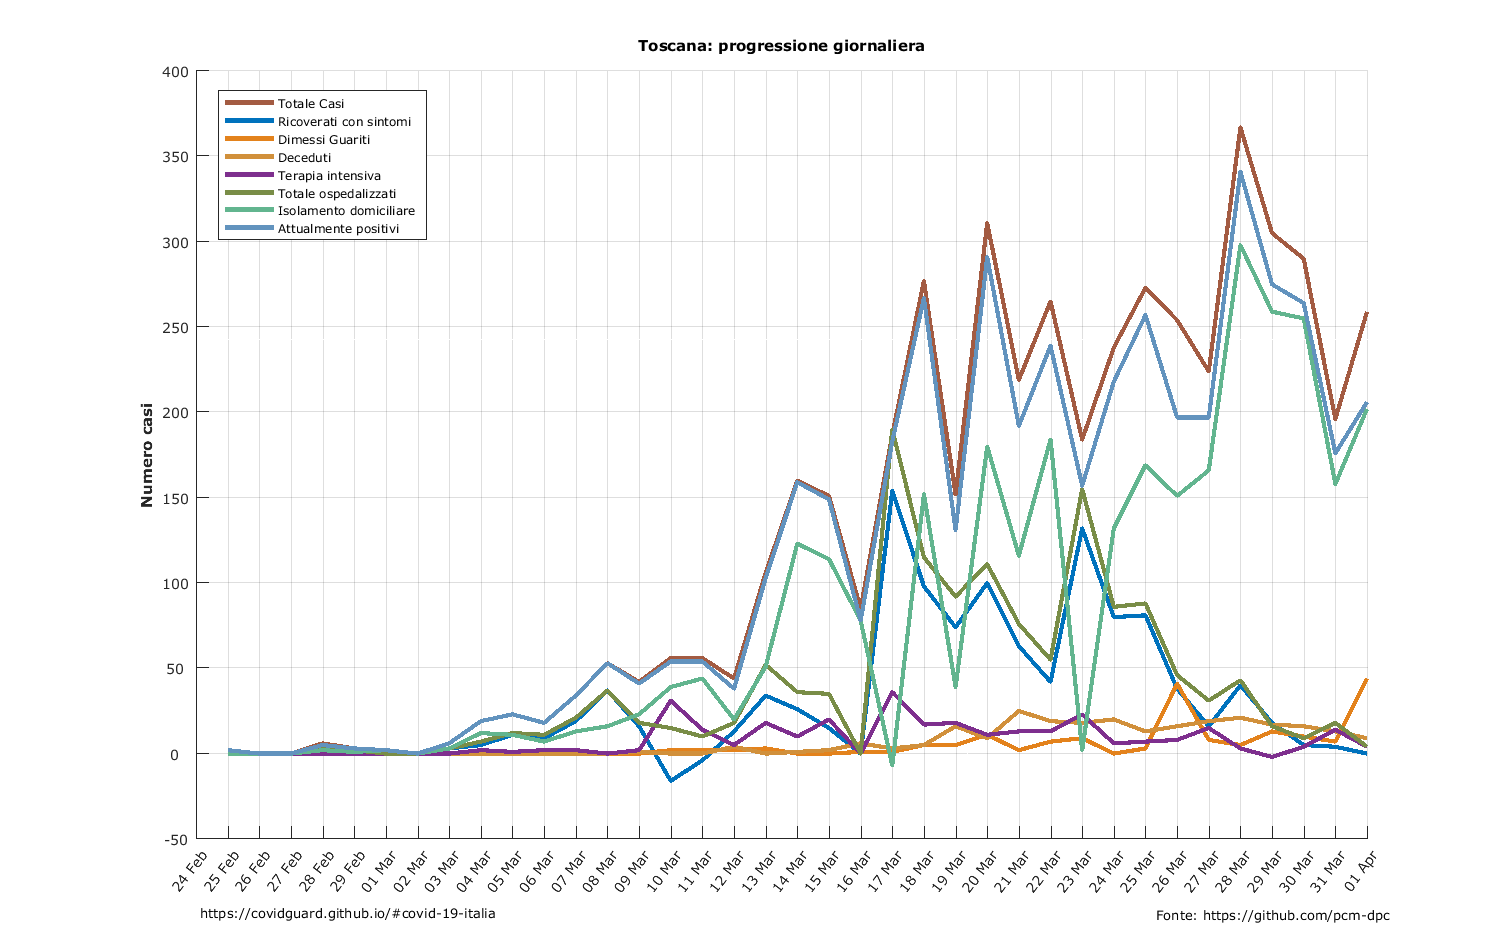 Toscana: progressione giornaliera
400
350
300
250
200
150
100
50
0
-50
Numero casi
Totale Casi
Ricoverati con sintomi
Dimessi Guariti
Deceduti
Terapia intensiva
Totale ospedalizzati
Isolamento domiciliare
Attualmente positivi
24 Feb
25 Feb
26 Feb
27 Feb
28 Feb
29 Feb
01 Mar
02 Mar
03 Mar
04 Mar
05 Mar
06 Mar
07 Mar
08 Mar
09 Mar
10 Mar
11 Mar
12 Mar
13 Mar
14 Mar
15 Mar
16 Mar
17 Mar
18 Mar
19 Mar
20 Mar
21 Mar
22 Mar
23 Mar
24 Mar
25 Mar
26 Mar
27 Mar
28 Mar
29 Mar
30 Mar
31 Mar
01 Apr
https://covidguard.github.io/#covid-19-italia
Fonte: https://github.com/pcm-dpc